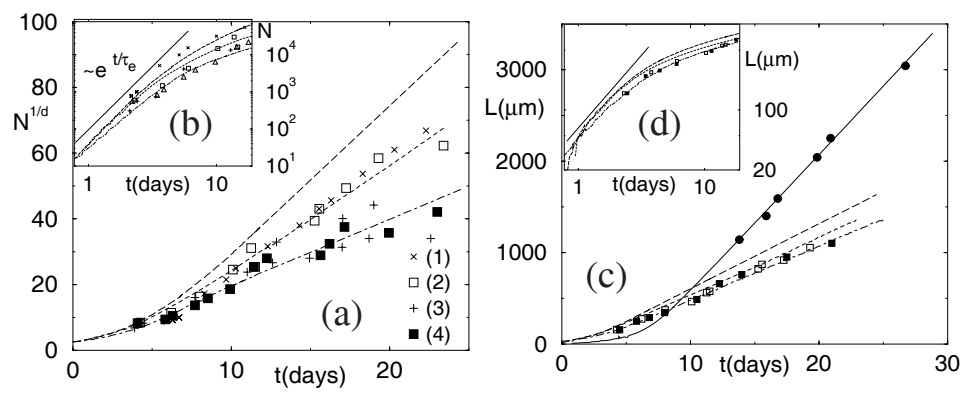 100
80
60
40
20
0
N^{1/d}
0
10
20
t(days)
(a)
× (1)
□ (2)
+ (3)
■ (4)
~e^{t/τ_e}
(b)
N
10^4
10^3
10^2
10^1
1
10
t(days)
3000
2000
1000
0
L(μm)
0
10
20
30
t(days)
(c)
(d)
L(μm)
100
20
1
10
t(days)